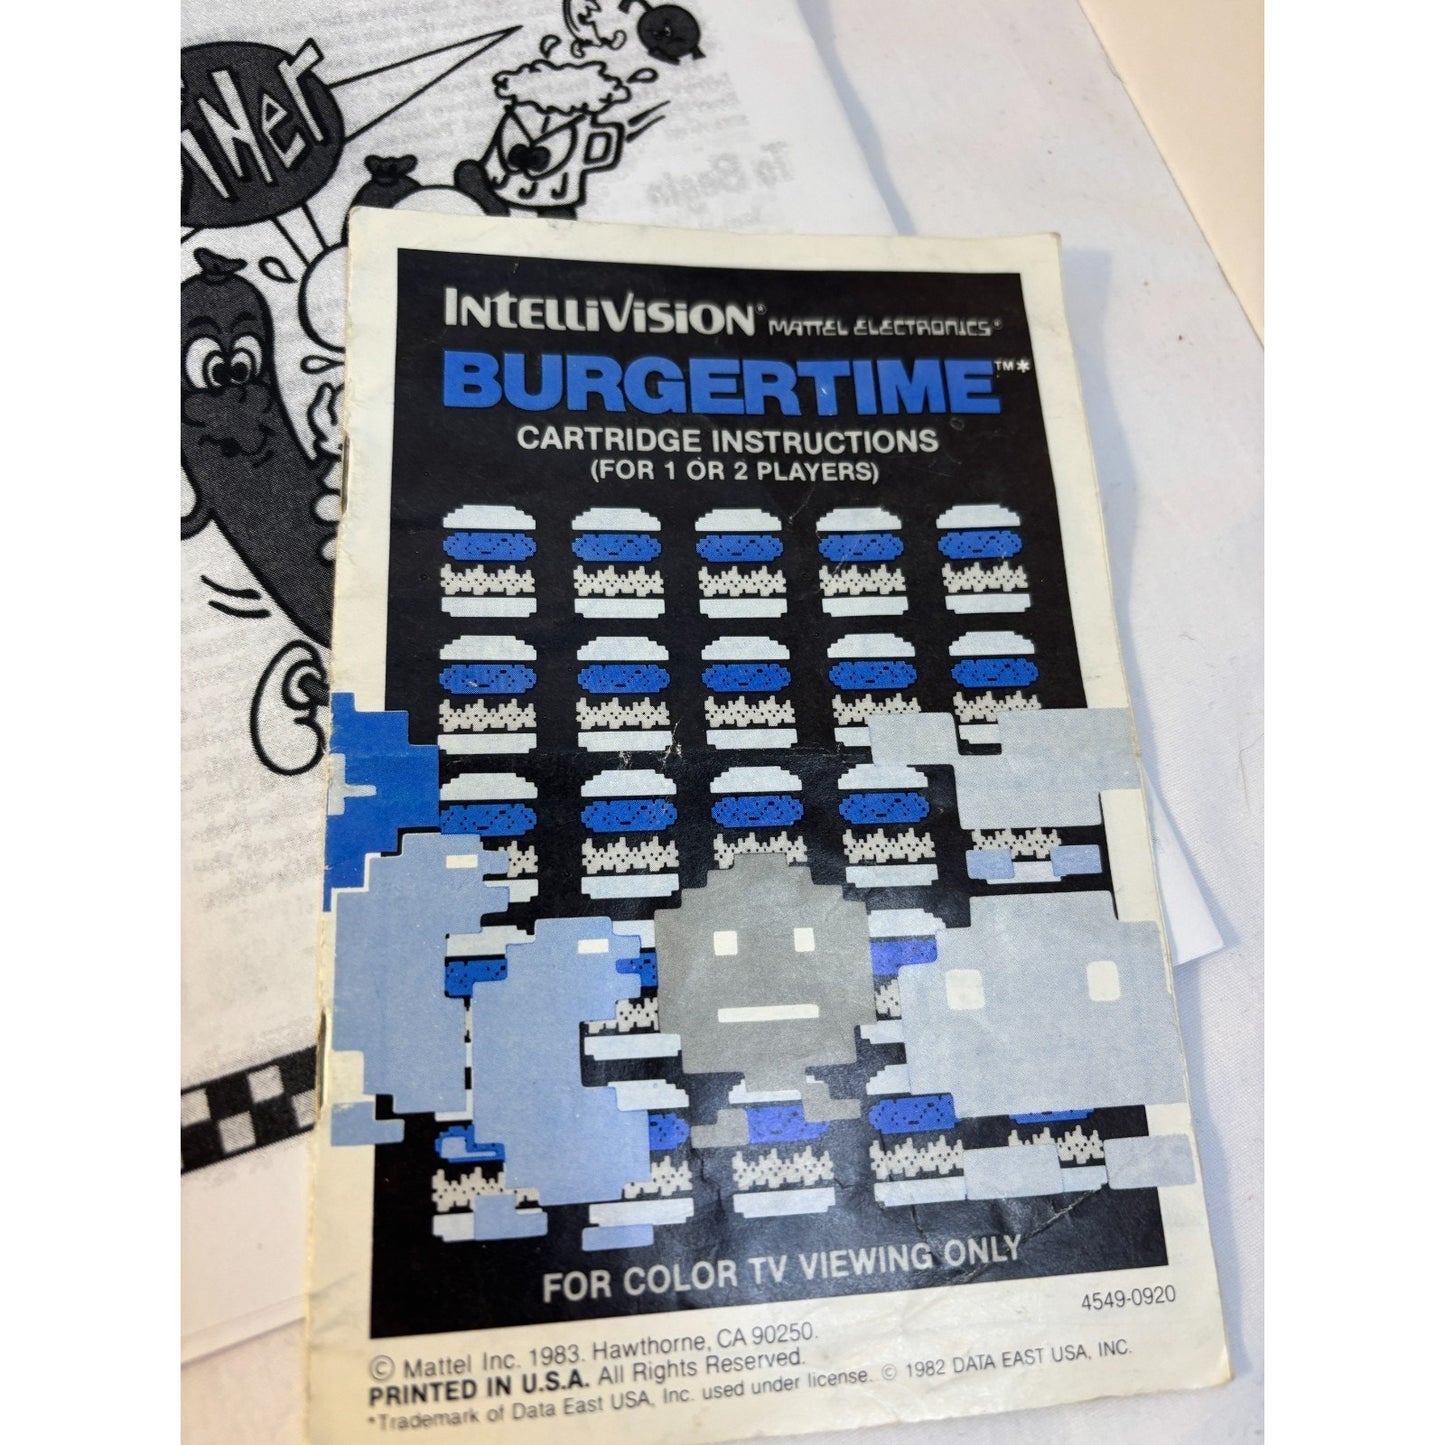 iner
To Begin
INTELLIVISION® MATTEL ELECTRONICS®
BURGERTIME™*
CARTRIDGE INSTRUCTIONS
(FOR 1 OR 2 PLAYERS)
FOR COLOR TV VIEWING ONLY
4549-0920
© Mattel Inc. 1983. Hawthorne, CA 90250.
PRINTED IN U.S.A. All Rights Reserved.
*Trademark of Data East USA, Inc. used under license. © 1982 DATA EAST USA, INC.